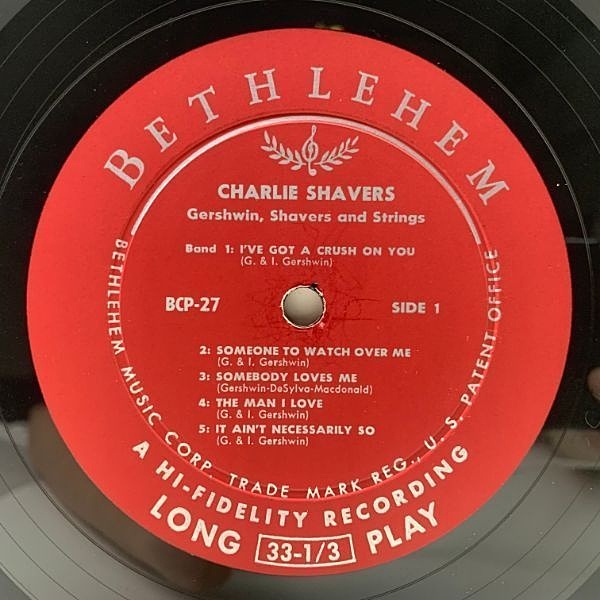 BETHLEHEM
CHARLIE SHAVERS
Gershwin, Shavers and Strings
Band 1: I'VE GOT A CRUSH ON YOU
(G. & I. Gershwin)
BCP-27
SIDE 1
2: SOMEONE TO WATCH OVER ME
(G. & I. Gershwin)
3: SOMEBODY LOVES ME
(Gershwin-DeSylva-Macdonald)
4: THE MAN I LOVE
(G. & I. Gershwin)
5: IT AIN'T NECESSARILY SO
(G. & I. Gershwin)
BETHLEHEM MUSIC CORP. TRADE MARK REG., U. S. PATENT OFFICE
A HI-FIDELITY RECORDING
LONG 33-1/3 PLAY